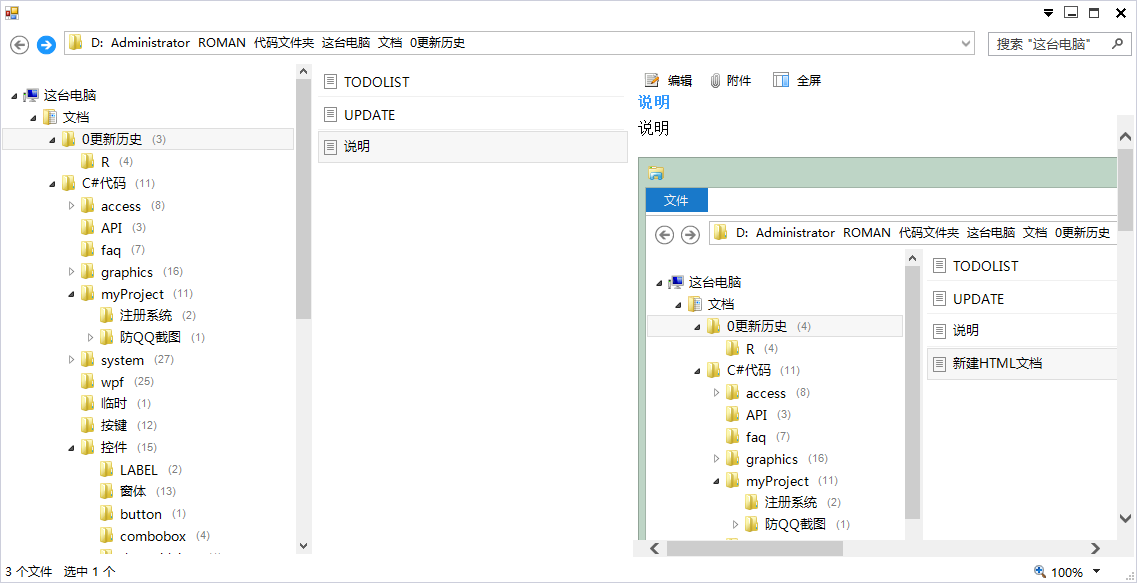 D: Administrator ROMAN 代码文件夹 这台电脑 文档 0更新历史
搜索 "这台电脑"
这台电脑
文档
0更新历史 (3)
R (4)
C#代码 (11)
access (8)
API (3)
faq (7)
graphics (16)
myProject (11)
注册系统 (2)
防QQ截图 (1)
system (27)
wpf (25)
临时 (1)
按键 (12)
控件 (15)
LABEL (2)
窗体 (13)
button (1)
combobox (4)
TODOLIST
UPDATE
说明
编辑 附件 全屏
说明
说明
文件
D: Administrator ROMAN 代码文件夹 这台电脑 文档 0更新历史
这台电脑
文档
0更新历史 (4)
R (4)
C#代码 (11)
access (8)
API (3)
faq (7)
graphics (16)
myProject (11)
注册系统 (2)
防QQ截图 (1)
TODOLIST
UPDATE
说明
新建HTML文档
3 个文件 选中 1 个
100%